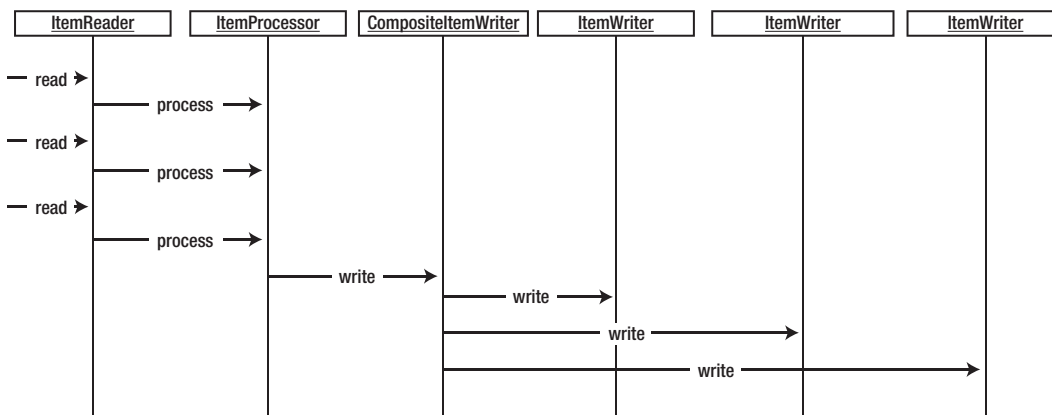 ItemReader ItemProcessor CompositeItemWriter ItemWriter ItemWriter ItemWriter
read
process
read
process
read
process
write
write
write
write